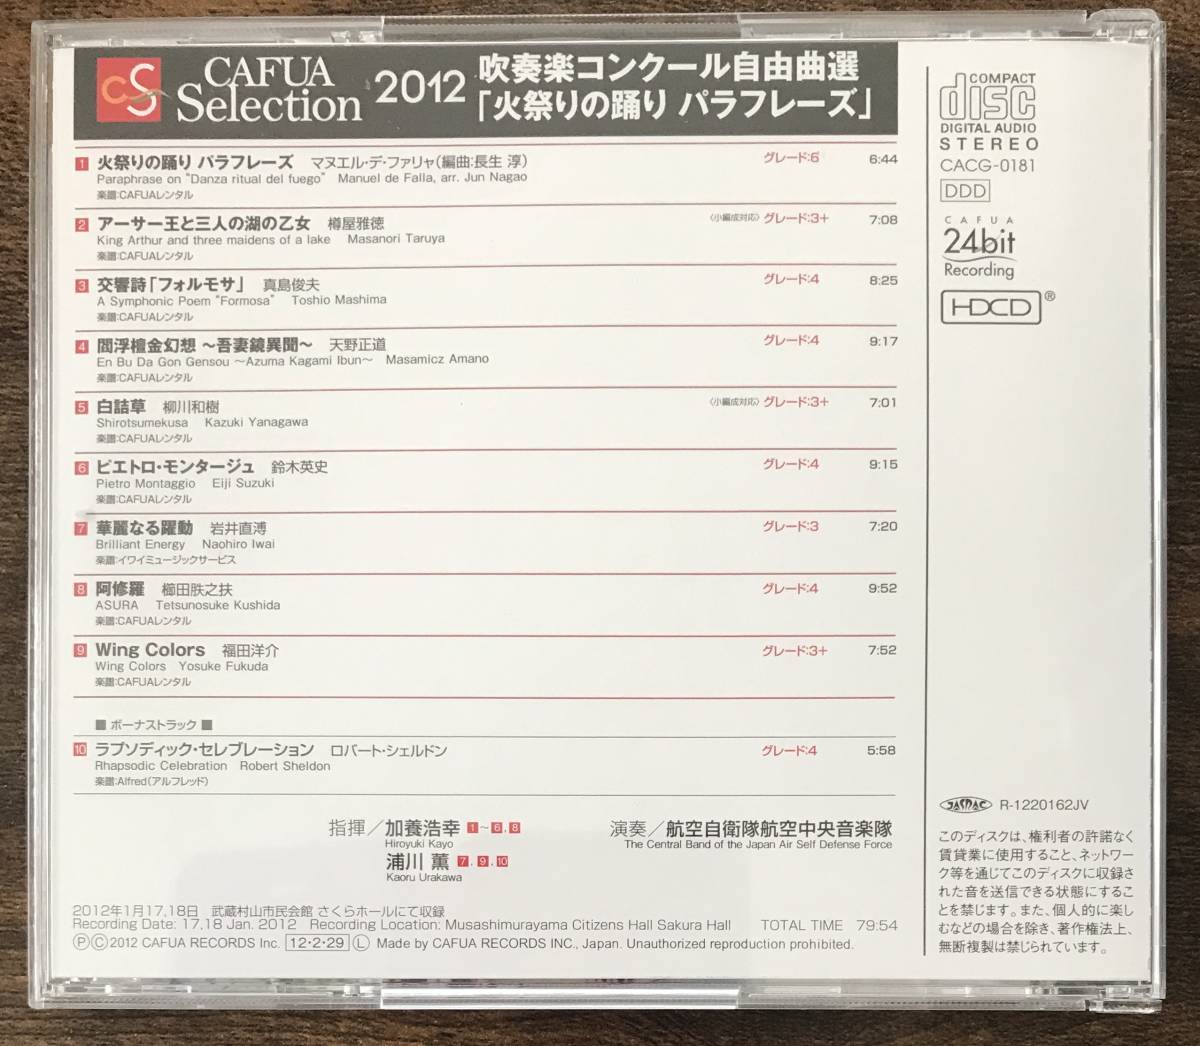 CS
CAFUA
Selection
2012
吹奏楽コンクール自由曲選
「火祭りの踊り パラフレーズ」
1 火祭りの踊り パラフレーズ マヌエル・デ・ファリャ(編曲:長生 淳) グレード:5 6:44
Paraphrase on "Danza ritual del fuego" Manuel de Falla, arr. Jun Nagao
楽譜:CAFUAレンタル
2 アーサー王と三人の湖の乙女 樽屋雅徳 〈小編成対応〉 グレード:3+ 7:08
King Arthur and three maidens of a lake Masanori Taruya
楽譜:CAFUAレンタル
3 交響詩「フォルモサ」 真島俊夫 グレード:4 8:25
A Symphonic Poem "Formosa" Toshio Mashima
楽譜:CAFUAレンタル
4 閻浮檀金幻想 〜吾妻鏡異聞〜 天野正道 グレード:4 9:17
En Bu Da Gon Gensou 〜Azuma Kagami Ibun〜 Masamicz Amano
楽譜:CAFUAレンタル
5 白詰草 柳川和樹 〈小編成対応〉 グレード:3+ 7:01
Shirotsumekusa Kazuki Yanagawa
楽譜:CAFUAレンタル
6 ピエトロ・モンタージュ 鈴木英史 グレード:4 9:15
Pietro Montaggio Eiji Suzuki
楽譜:CAFUAレンタル
7 華麗なる躍動 岩井直溥 グレード:3 7:20
Brilliant Energy Naohiro Iwai
楽譜:イワイミュージックサービス
8 阿修羅 櫛田胅之扶 グレード:4 9:52
ASURA Tetsunosuke Kushida
楽譜:CAFUAレンタル
9 Wing Colors 福田洋介 グレード:3+ 7:52
Wing Colors Yosuke Fukuda
楽譜:CAFUAレンタル
■ ボーナストラック ■
10 ラプソディック・セレブレーション ロバート・シェルドン グレード:4 5:58
Rhapsodic Celebration Robert Sheldon
楽譜:Alfred(アルフレッド)
指揮/加養浩幸 1〜6,8
Hiroyuki Kayo
浦川 薫 7,9,10
Kaoru Urakawa
演奏/航空自衛隊航空中央音楽隊
The Central Band of the Japan Air Self Defense Force
2012年1月17,18日 武蔵村山市民会館 さくらホールにて収録
Recording Date: 17,18 Jan. 2012 Recording Location: Musashimurayama Citizens Hall Sakura Hall TOTAL TIME 79:54
ⓅⒸ2012 CAFUA RECORDS Inc. 12・2・29 Ⓛ Made by CAFUA RECORDS INC., Japan. Unauthorized reproduction prohibited.
COMPACT
disc
DIGITAL AUDIO
STEREO
CACG-0181
DDD
CAFUA
24bit
Recording
HDCD®
JASRAC R-1220162JV
このディスクは、権利者の許諾なく
賃貸業に使用すること、ネットワー
ク等を通じてこのディスクに収録さ
れた音を送信できる状態にするこ
とを禁じます。また、個人的に楽し
むなどの場合を除き、著作権法上、
無断複製は禁じられています。